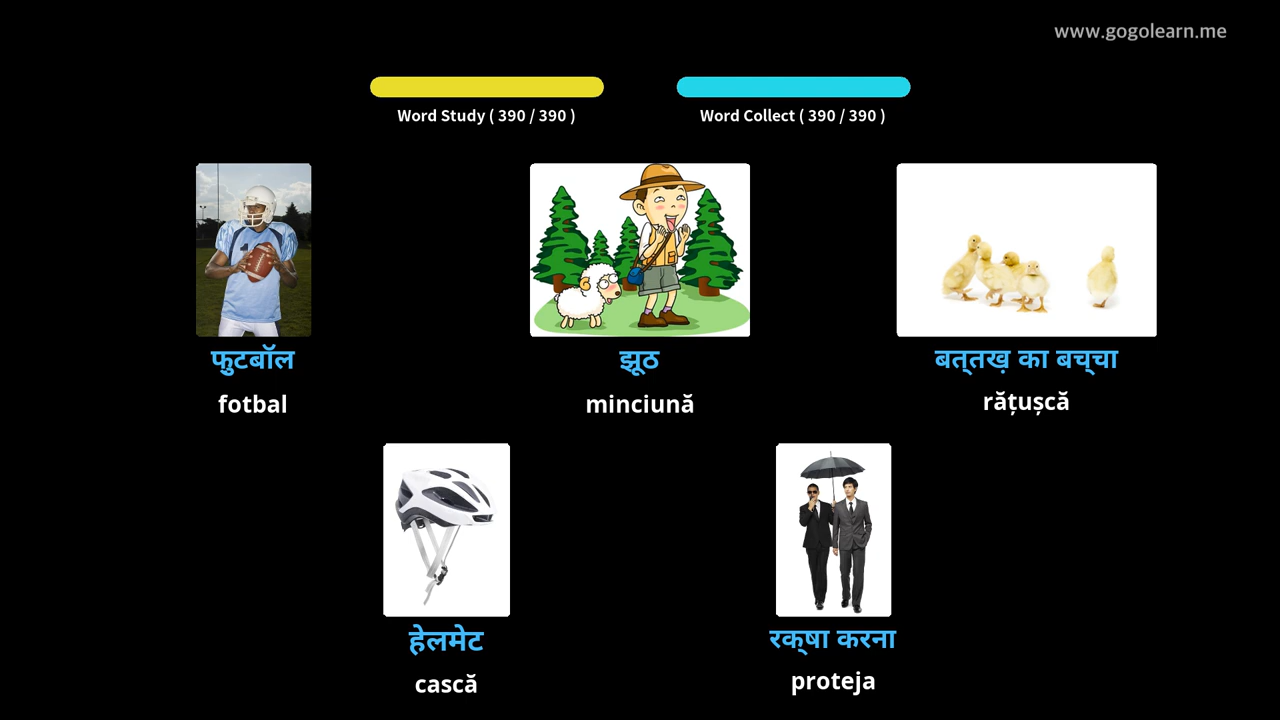 www.gogolearn.me
Word Study ( 390 / 390 )
Word Collect ( 390 / 390 )
फ़ुटबॉल
झूठ
बत्तख़ का बच्चा
fotbal
minciună
rățușcă
हेलमेट
रक्षा करना
cască
proteja